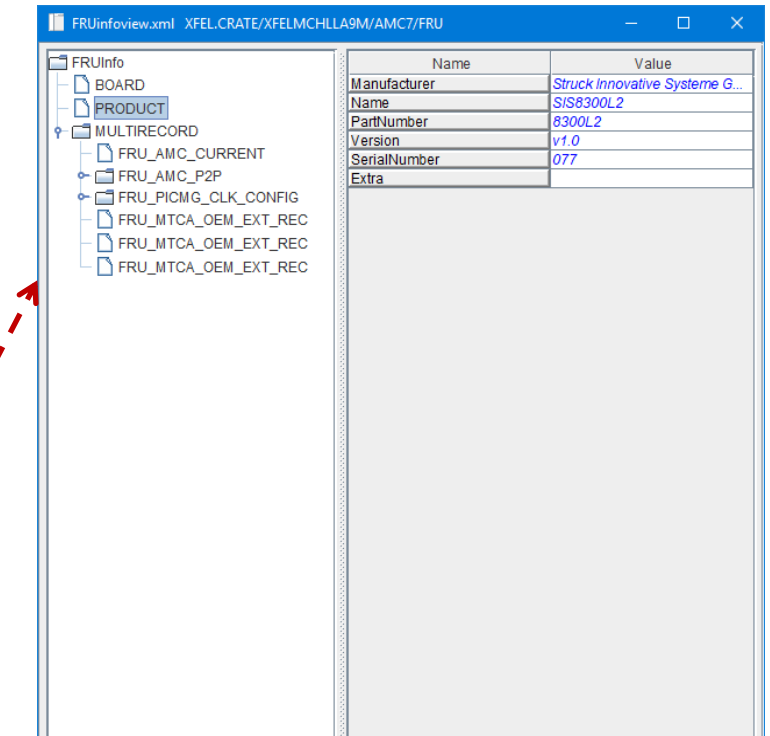 FRUinfoview.xml XFEL.CRATE/XFELMCHLLA9M/AMC7/FRU
FRUInfo
BOARD
PRODUCT
MULTIRECORD
FRU_AMC_CURRENT
FRU_AMC_P2P
FRU_PICMG_CLK_CONFIG
FRU_MTCA_OEM_EXT_REC
FRU_MTCA_OEM_EXT_REC
FRU_MTCA_OEM_EXT_REC
Name Value
Manufacturer Struck Innovative Systeme G...
Name SIS8300L2
PartNumber 8300L2
Version v1.0
SerialNumber 077
Extra